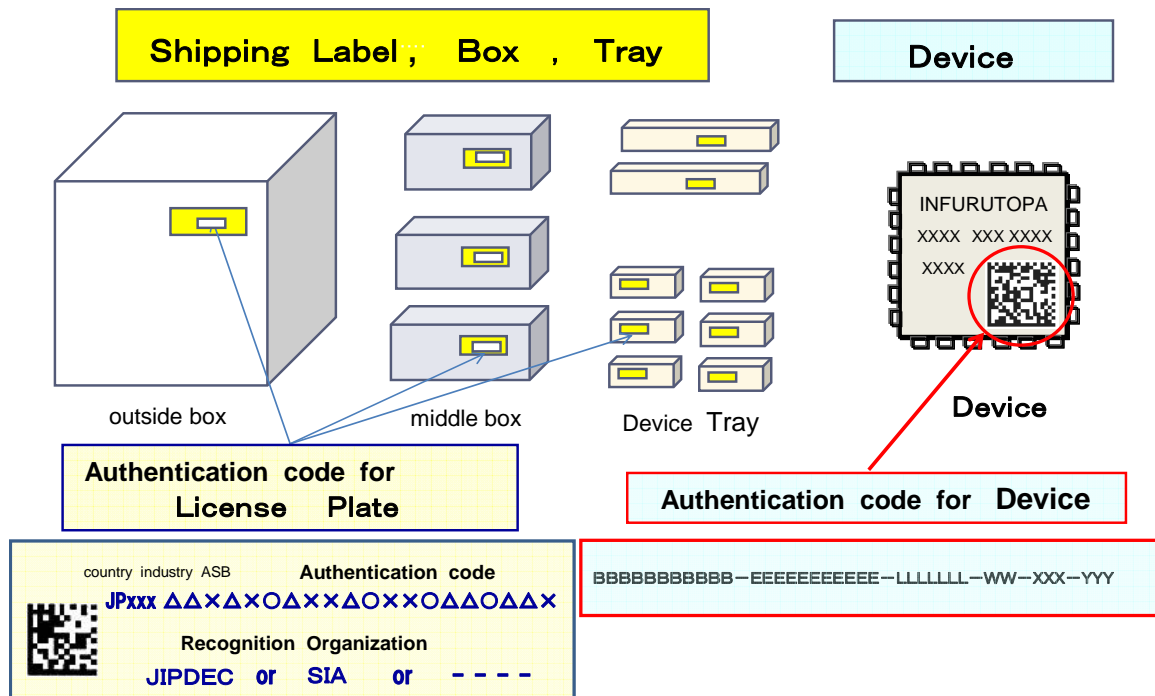 Shipping Label, Box , Tray
Device
INFURUTOPA
XXXX XXX XXXX
XXXX
outside box
middle box
Device Tray
Device
Authentication code for
License Plate
Authentication code for Device
country industry ASB Authentication code
JPxxx △△×△×○△××△○××○△△○△△×
Recognition Organization
JIPDEC or SIA or - - - -
BBBBBBBBBBB-EEEEEEEEEEE-LLLLLLL-WW-XXX-YYY